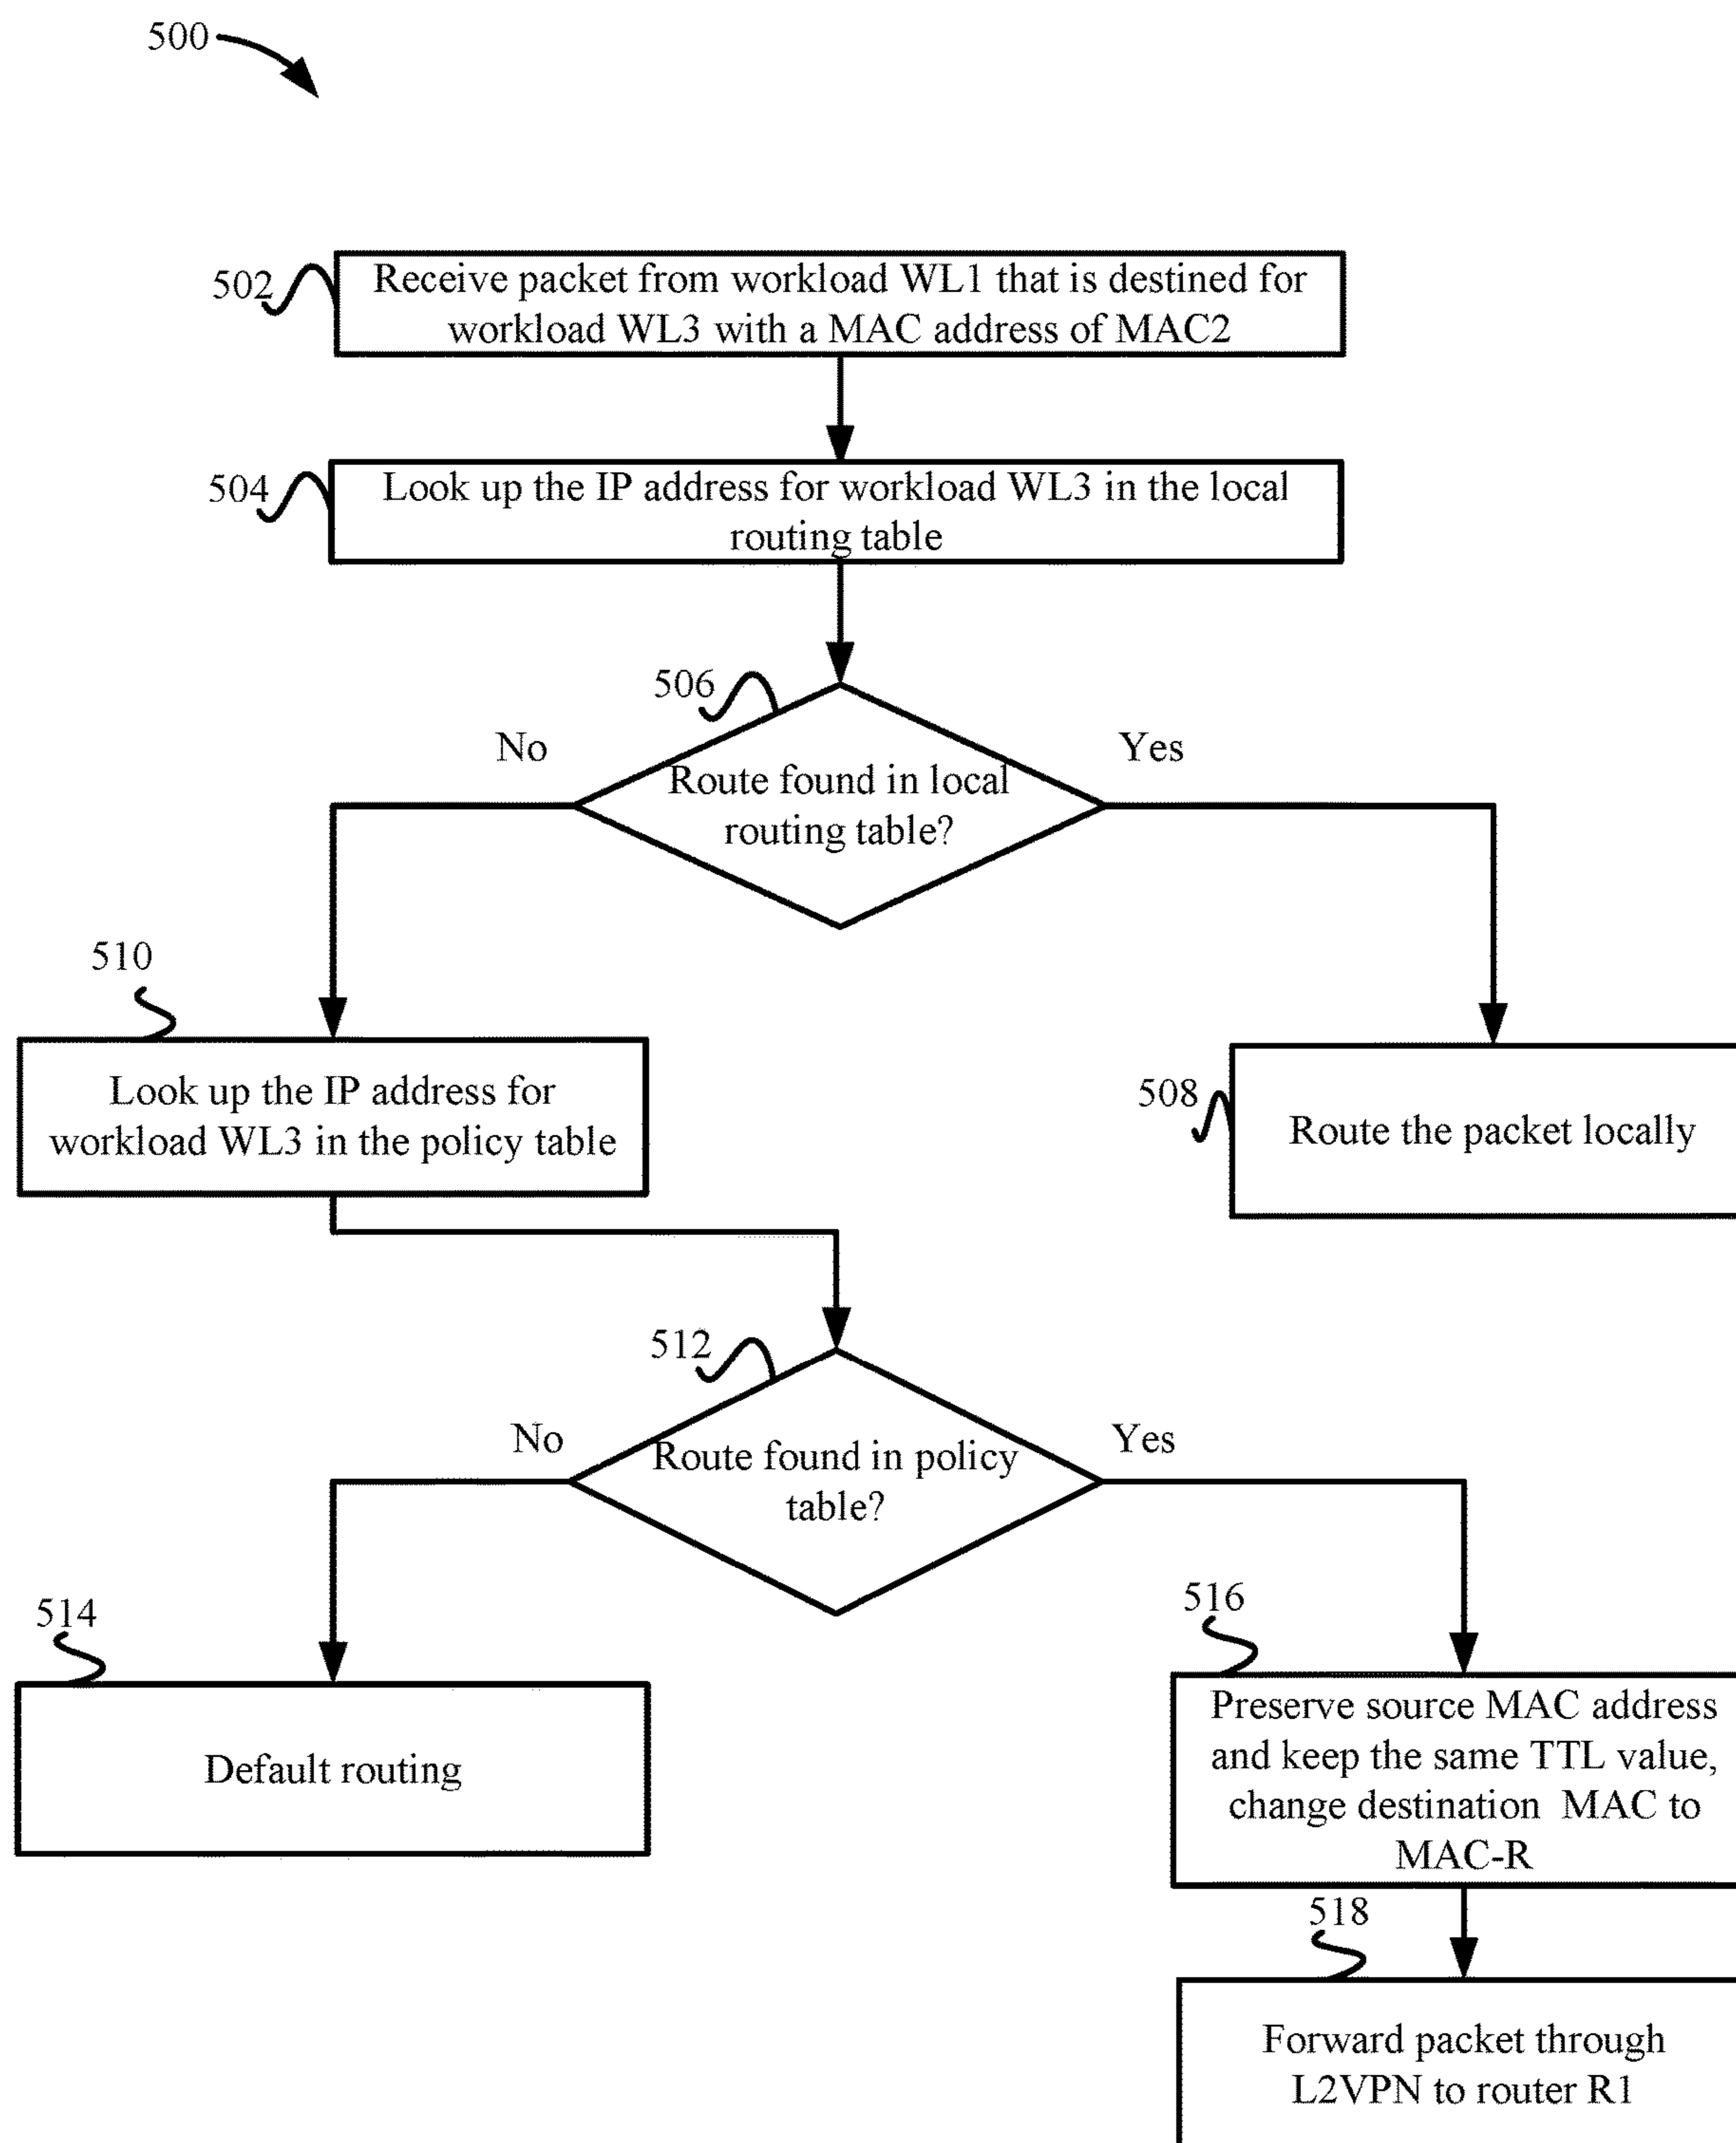 500
502
Receive packet from workload WL1 that is destined for
workload WL3 with a MAC address of MAC2
504
Look up the IP address for workload WL3 in the local
routing table
506
No
Yes
Route found in local
routing table?
510
Look up the IP address for
workload WL3 in the policy table
508
Route the packet locally
512
No
Yes
Route found in policy
table?
514
Default routing
516
Preserve source MAC address
and keep the same TTL value,
change destination MAC to
MAC-R
518
Forward packet through
L2VPN to router R1